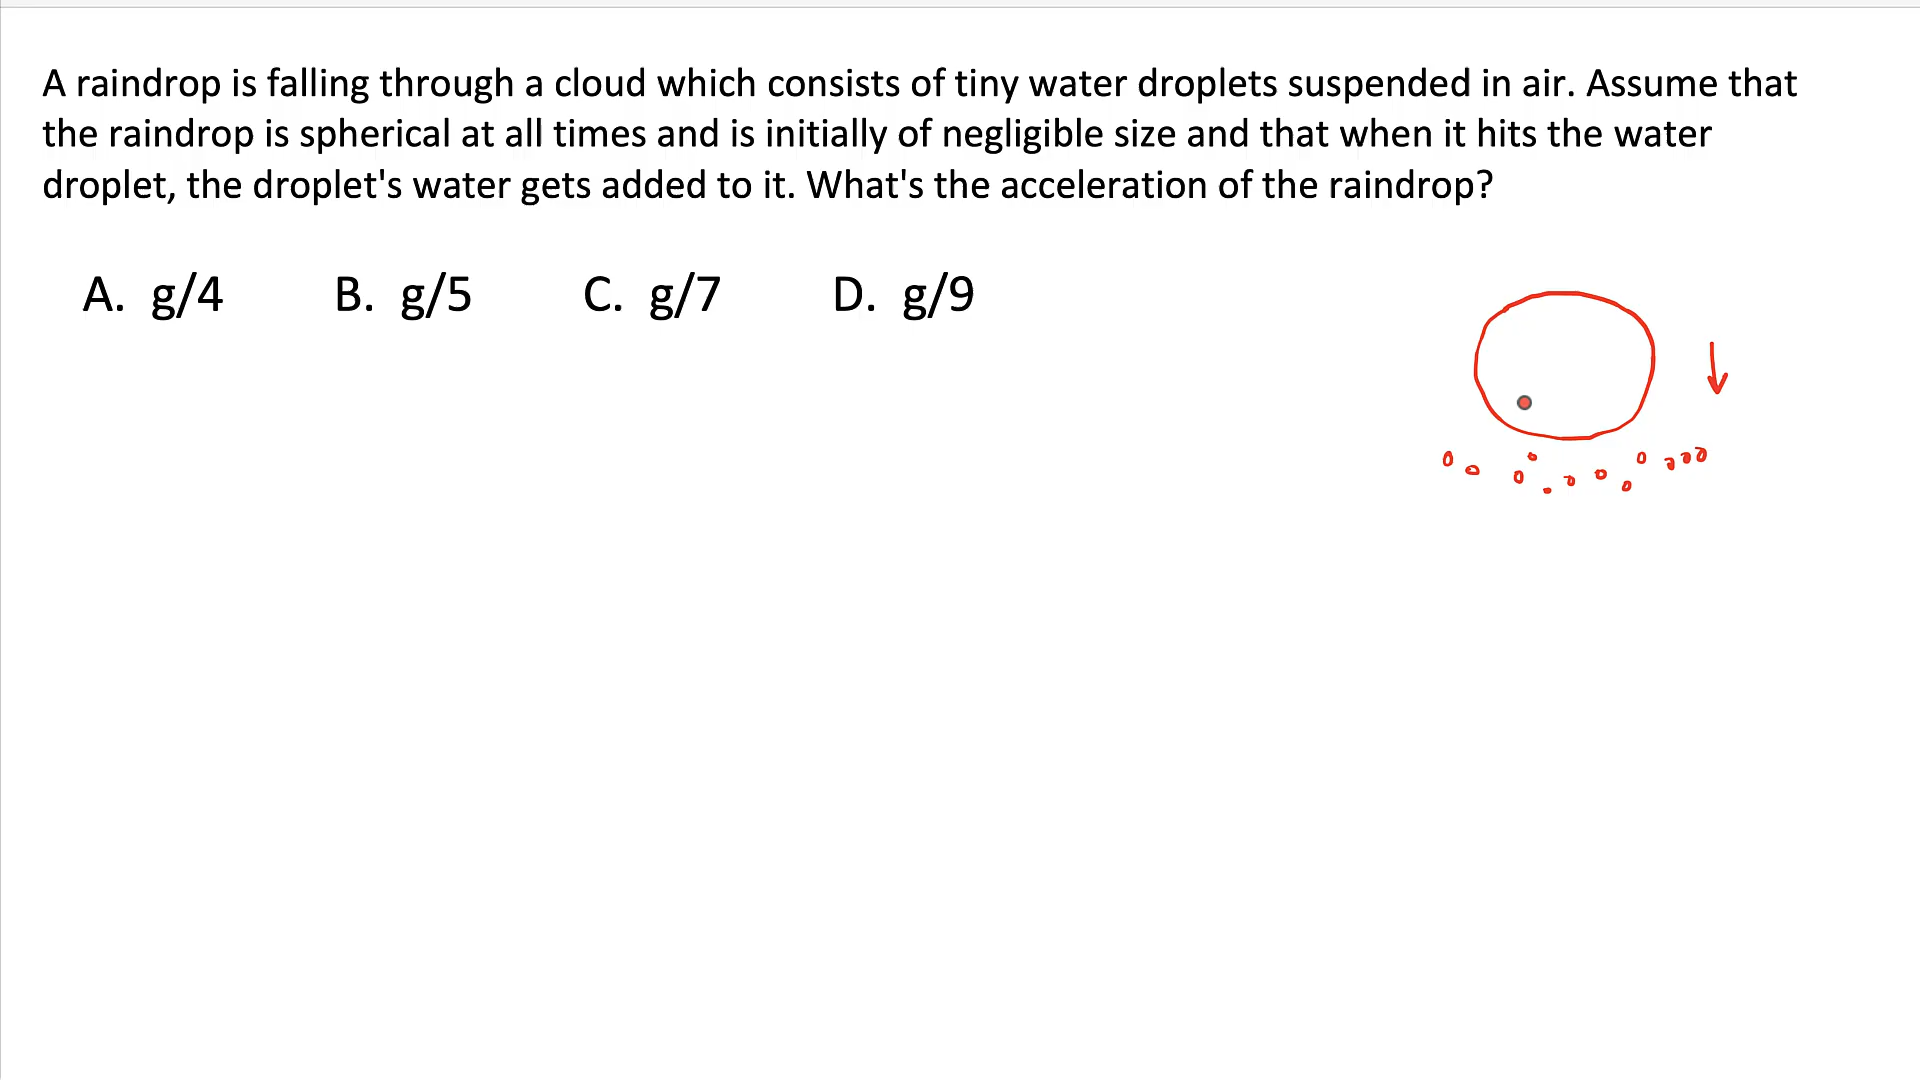 A raindrop is falling through a cloud which consists of tiny water droplets suspended in air. Assume that
the raindrop is spherical at all times and is initially of negligible size and that when it hits the water
droplet, the droplet's water gets added to it. What's the acceleration of the raindrop?
A. g/4 B. g/5 C. g/7 D. g/9